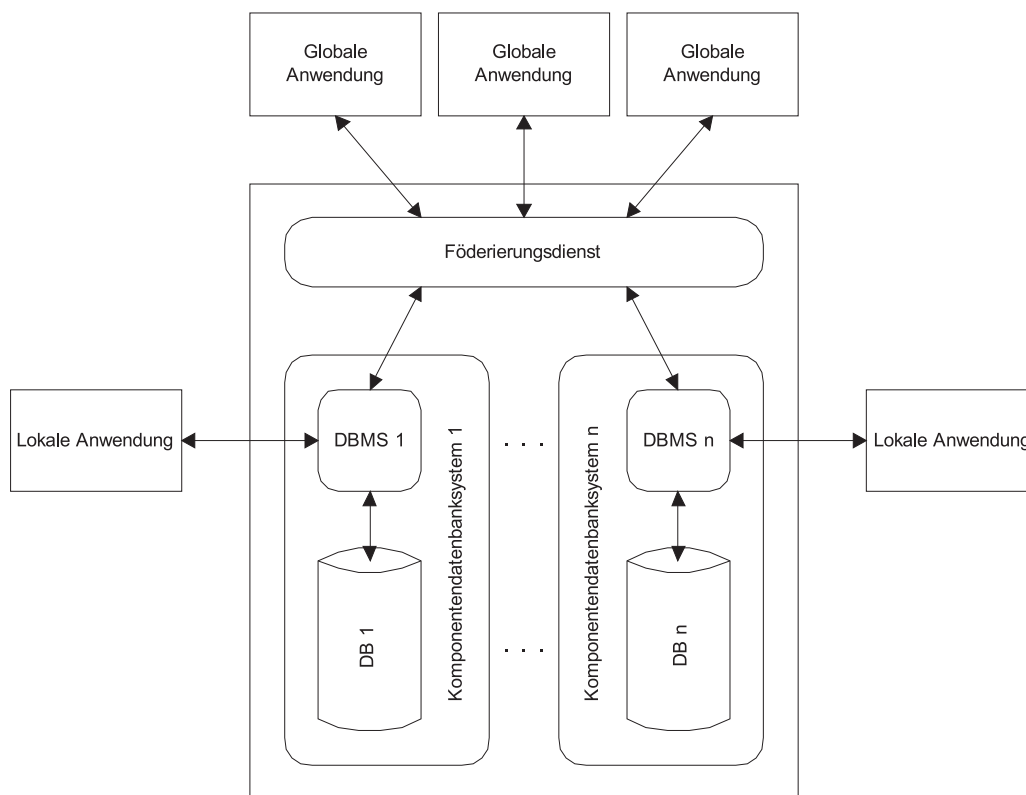 Globale
Anwendung
Globale
Anwendung
Globale
Anwendung
Föderierungsdienst
Lokale Anwendung
DBMS 1
Komponentendatenbanksystem 1
. . .
Komponentendatenbanksystem n
DBMS n
Lokale Anwendung
DB 1
. . .
DB n